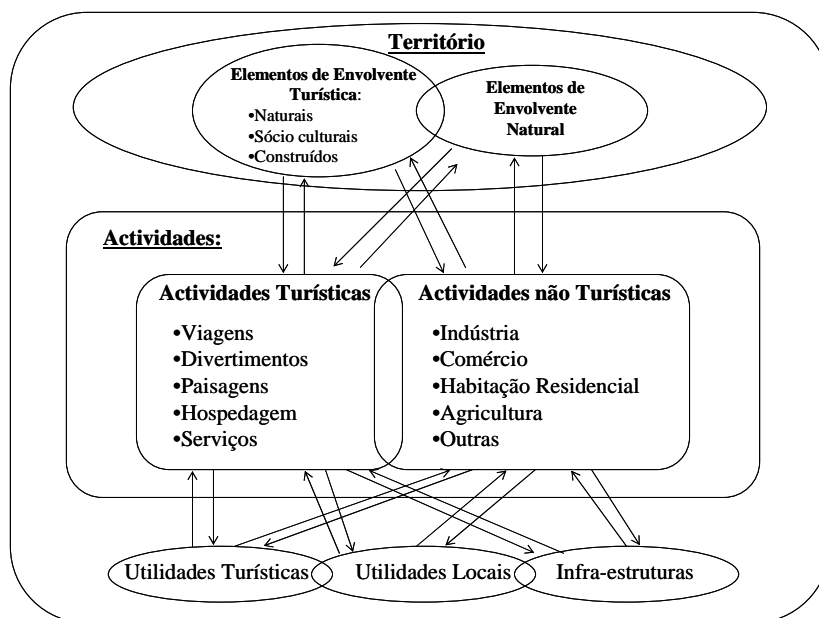 Território
Elementos de Envolvente
Turística:
•Naturais
•Sócio culturais
•Construídos
Elementos de
Envolvente
Natural
Actividades:
Actividades Turísticas
•Viagens
•Divertimentos
•Paisagens
•Hospedagem
•Serviços
Actividades não Turísticas
•Indústria
•Comércio
•Habitação Residencial
•Agricultura
•Outras
Utilidades Turísticas
Utilidades Locais
Infra-estruturas